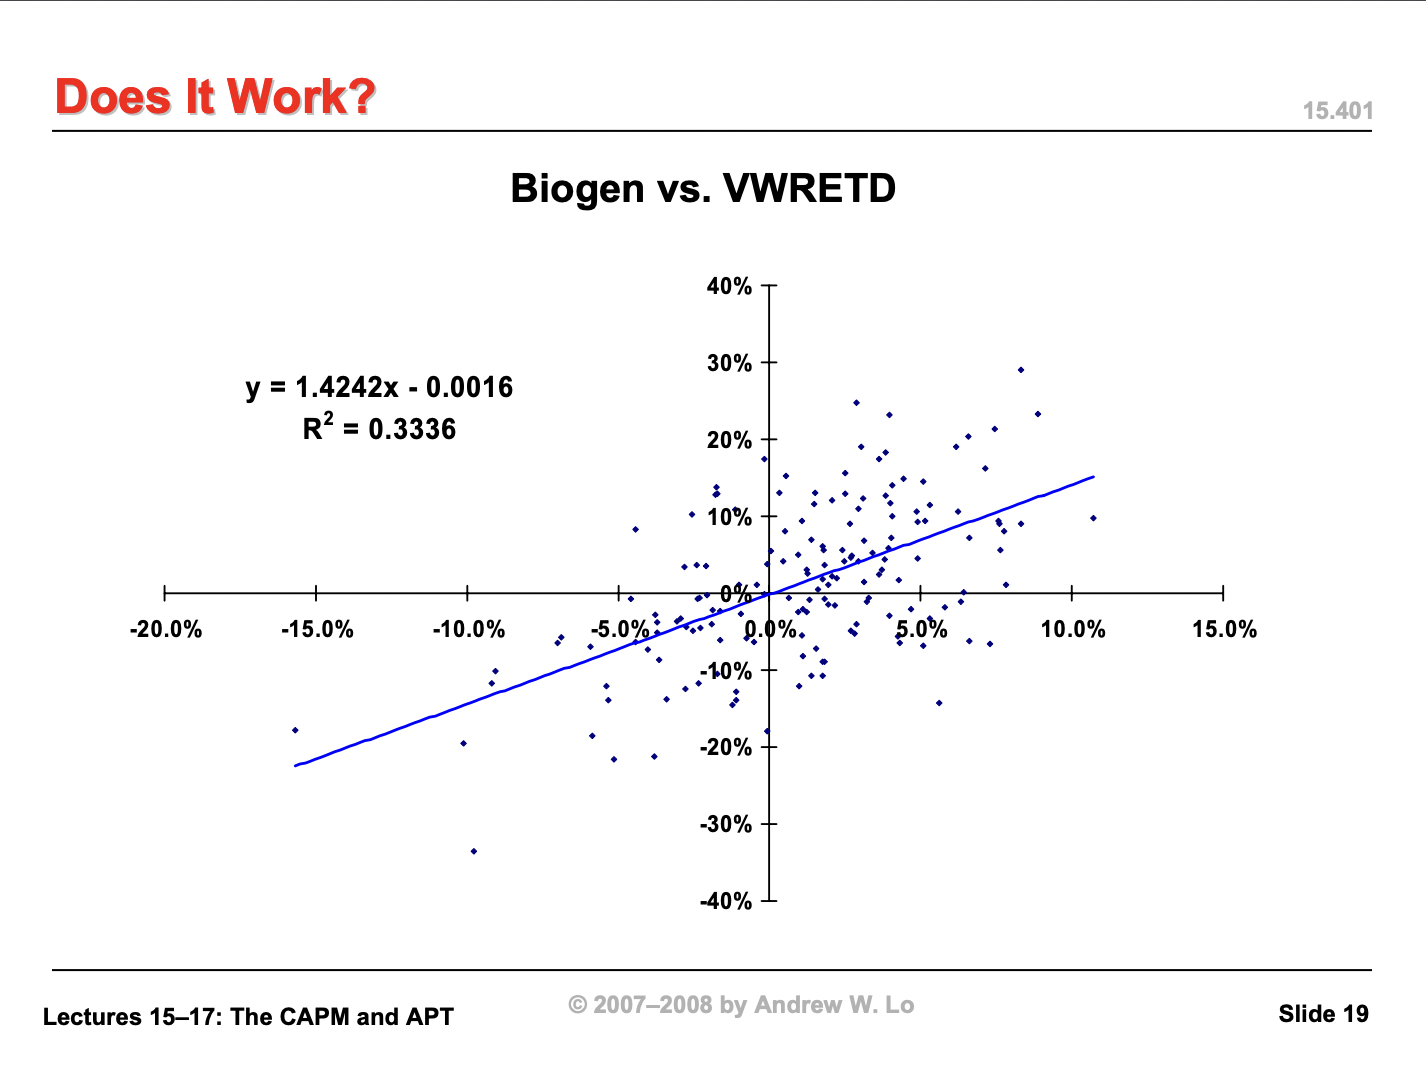 Does It Work?
15.401
Biogen vs. VWRETD
y = 1.4242x - 0.0016
R² = 0.3336
40%
30%
20%
10%
0%
-10%
-20%
-30%
-40%
-20.0%
-15.0%
-10.0%
-5.0%
0.0%
5.0%
10.0%
15.0%
Lectures 15–17: The CAPM and APT
© 2007–2008 by Andrew W. Lo
Slide 19